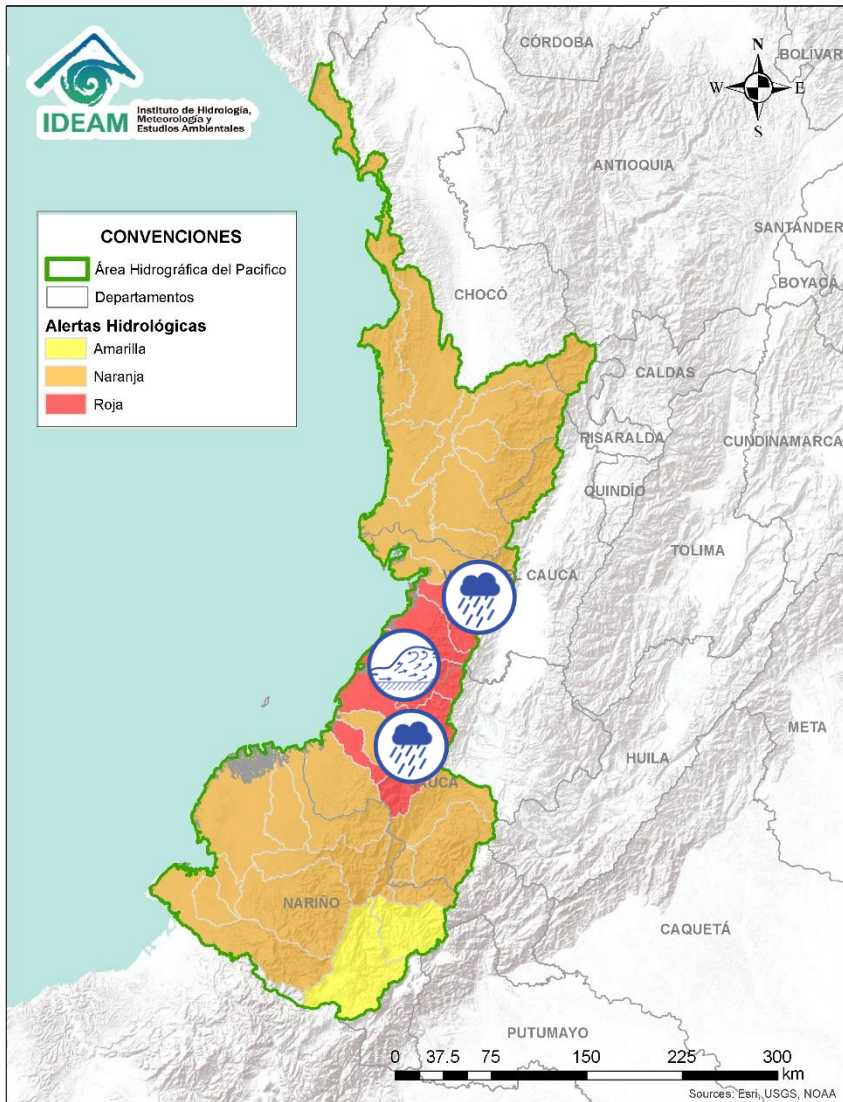 IDEAM
Instituto de Hidrología,
Meteorología y
Estudios Ambientales
CÓRDOBA
BOLÍVAR
N
W
E
S
ANTIOQUIA
SANTANDER
BOYACÁ
CONVENCIONES
Área Hidrográfica del Pacifico
Departamentos
Alertas Hidrológicas
Amarilla
Naranja
Roja
CHOCÓ
CALDAS
RISARALDA
CUNDINAMARCA
QUINDÍO
TOLIMA
V
EL CAUCA
META
HUILA
AUCA
NARIÑO
CAQUETÁ
PUTUMAYO
0 37.5 75 150 225 300
km
Sources: Esri, USGS, NOAA